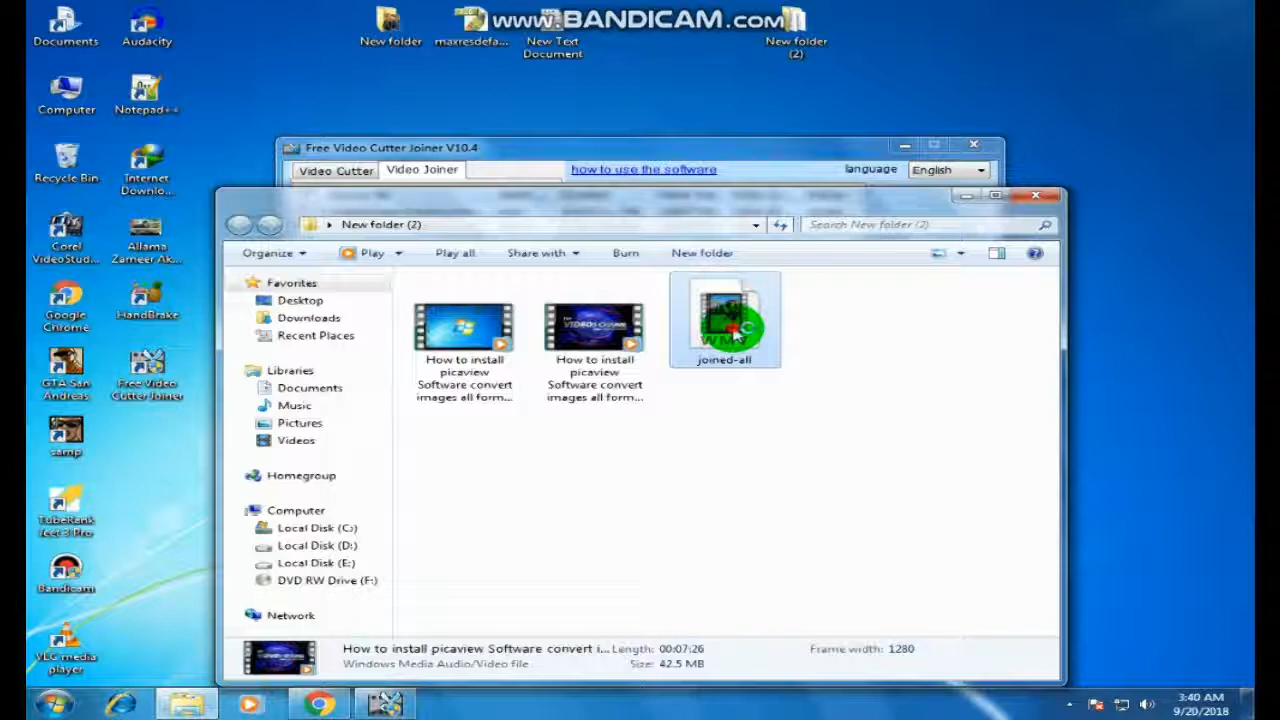 www.BANDICAM.com
Documents
Audacity
New folder
maxresdefa...
New Text
Document
New folder
(2)
Computer
Notepad++
Recycle Bin
Internet
Downlo...
Corel
VideoStud...
Allama
Zameer Ak...
Google
Chrome
HandBrake
GTA San
Andreas
Free Video
Cutter Joiner
samp
TubeRank
Jeet 3 Pro
Bandicam
VLC media
player
Free Video Cutter Joiner V10.4
Video Cutter
Video Joiner
how to use the software
language
English
New folder (2)
Search New folder (2)
Organize
Play
Play all
Share with
Burn
New folder
Favorites
Desktop
Downloads
Recent Places
Libraries
Documents
Music
Pictures
Videos
Homegroup
Computer
Local Disk (C:)
Local Disk (D:)
Local Disk (E:)
DVD RW Drive (F:)
Network
How to install
picaview
Software convert
images all form...
How to install
VIDEOS
picaview
Software convert
images all form...
WMV
joined-all
How to install picaview Software convert i...
Length: 00:07:26
Frame width: 1280
Windows Media Audio/Video file
Size: 42.5 MB
3:40 AM
9/20/2018